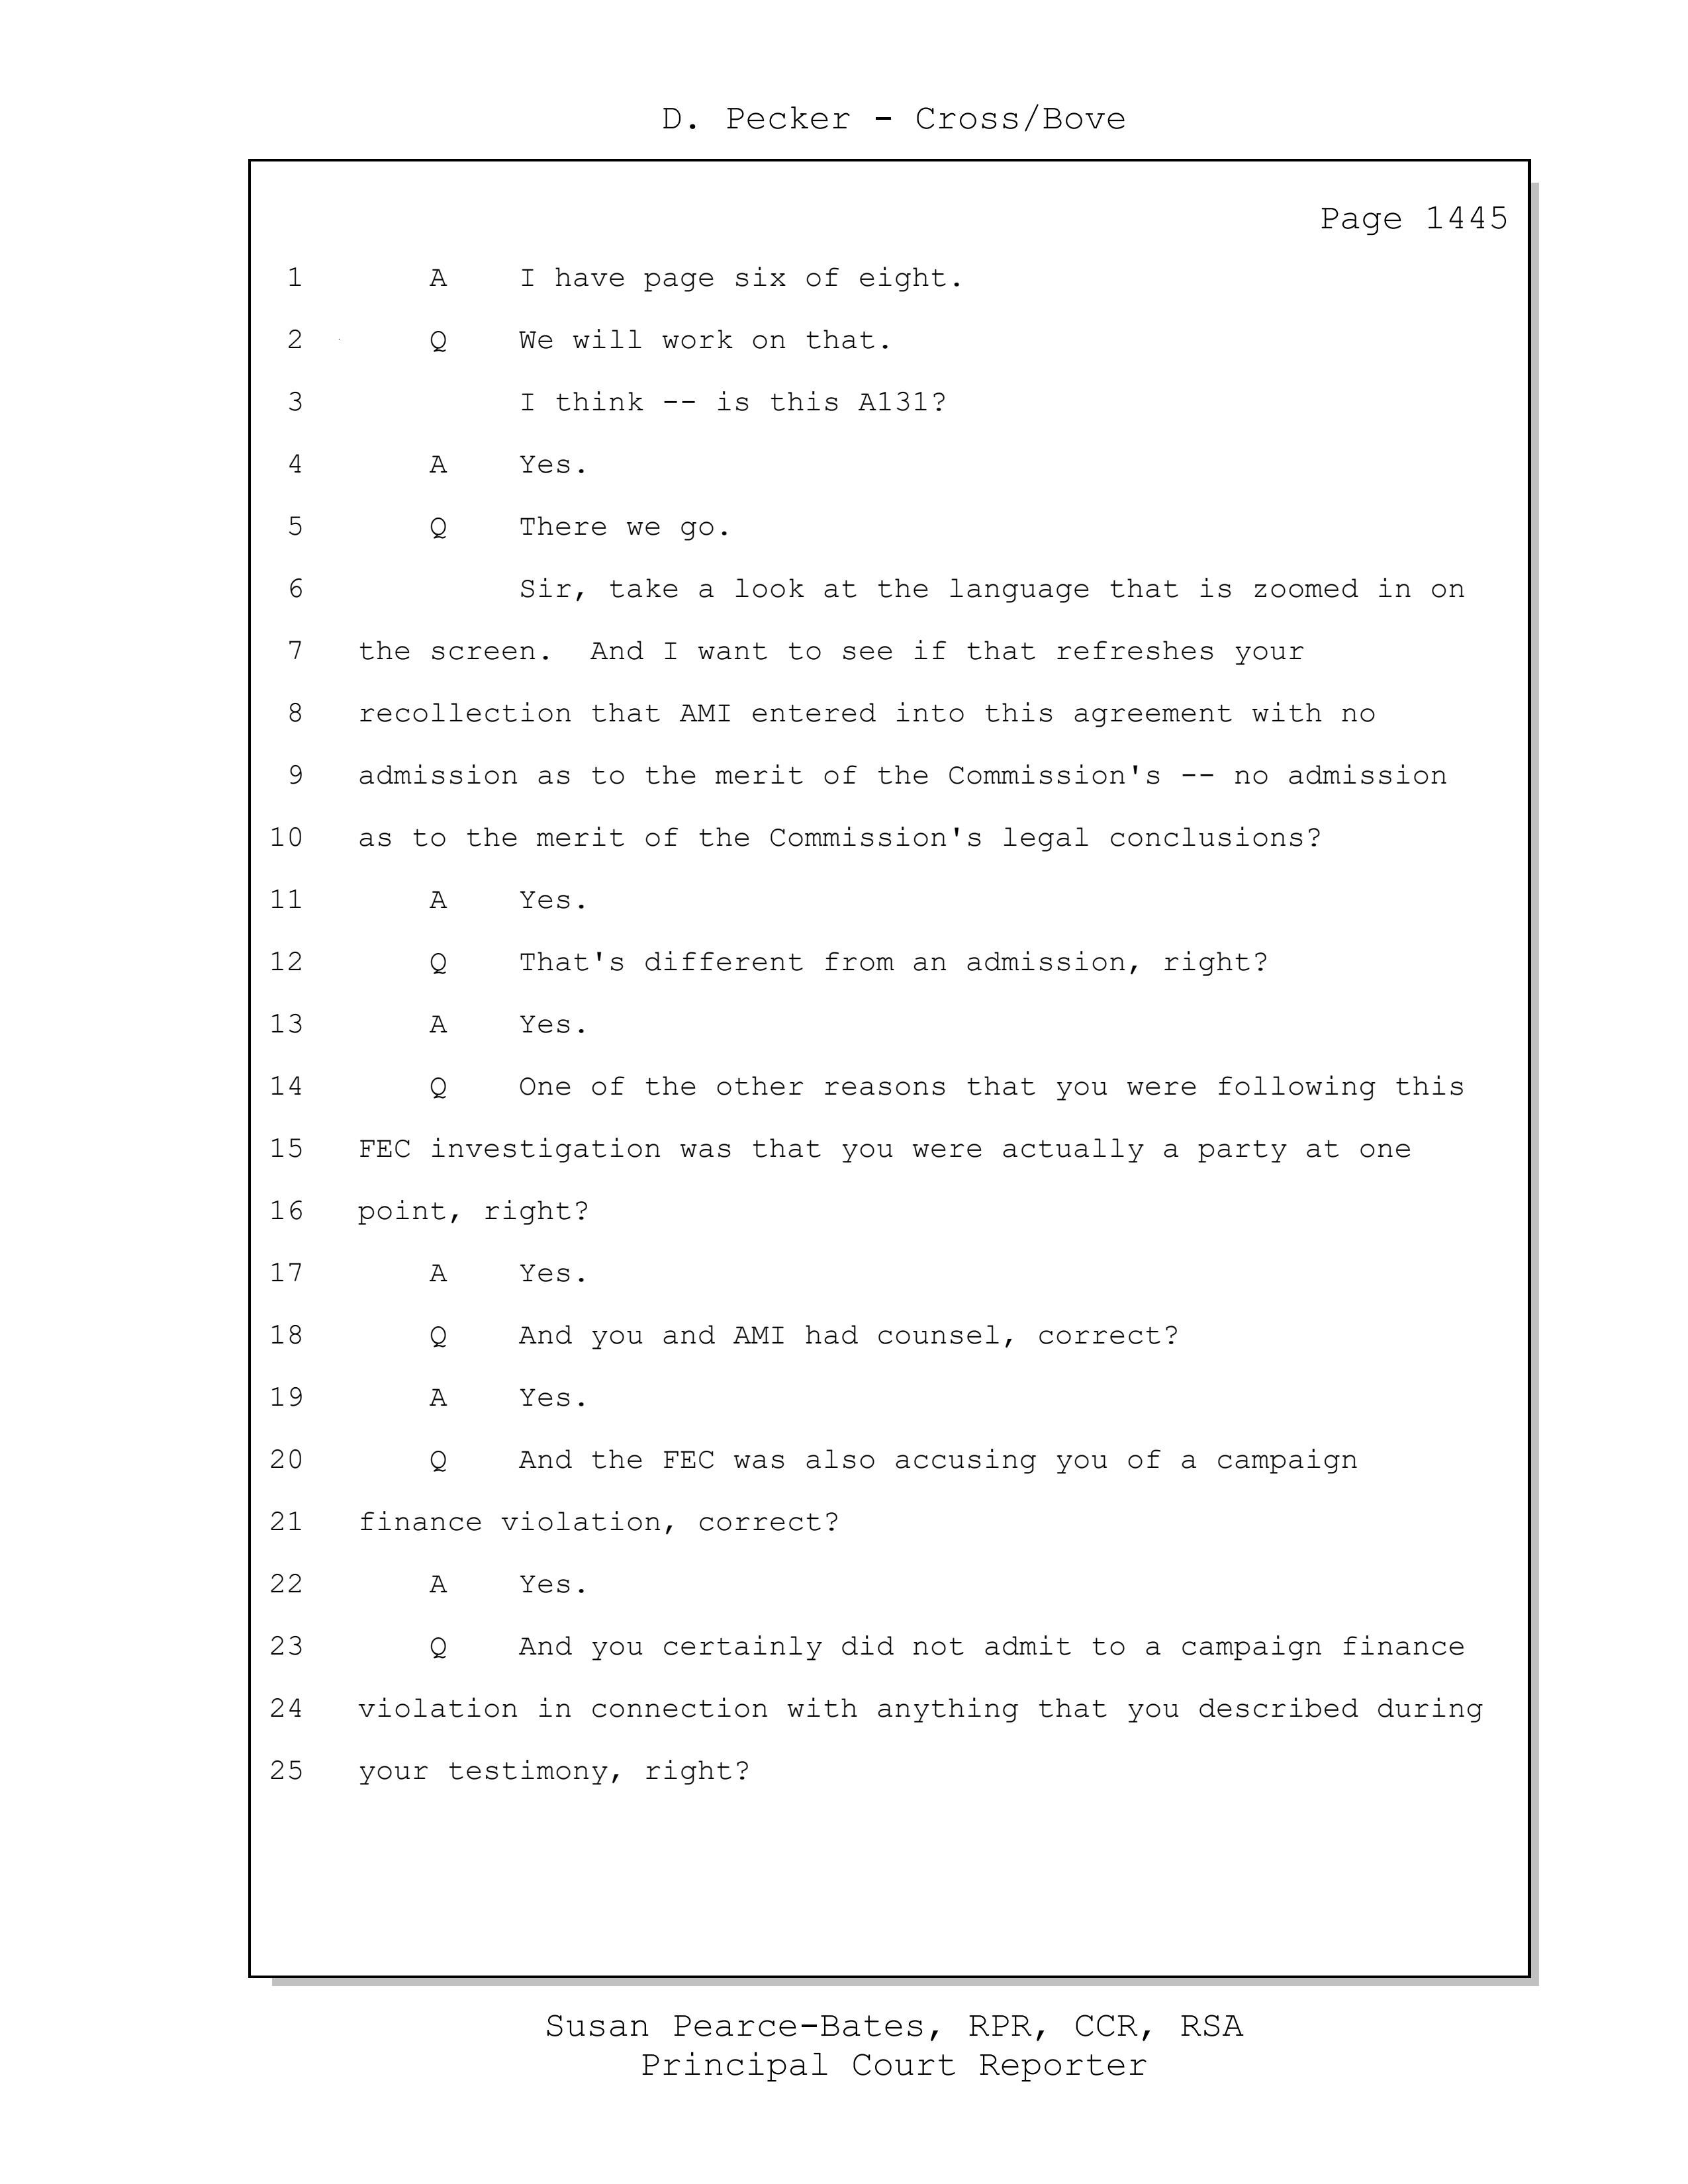 D. Pecker - Cross/Bove
Page 1445
1 A I have page six of eight.
2 Q We will work on that.
3 I think -- is this A131?
4 A Yes.
5 Q There we go.
6 Sir, take a look at the language that is zoomed in on
7 the screen. And I want to see if that refreshes your
8 recollection that AMI entered into this agreement with no
9 admission as to the merit of the Commission's -- no admission
10 as to the merit of the Commission's legal conclusions?
11 A Yes.
12 Q That's different from an admission, right?
13 A Yes.
14 Q One of the other reasons that you were following this
15 FEC investigation was that you were actually a party at one
16 point, right?
17 A Yes.
18 Q And you and AMI had counsel, correct?
19 A Yes.
20 Q And the FEC was also accusing you of a campaign
21 finance violation, correct?
22 A Yes.
23 Q And you certainly did not admit to a campaign finance
24 violation in connection with anything that you described during
25 your testimony, right?
Susan Pearce-Bates, RPR, CCR, RSA
Principal Court Reporter